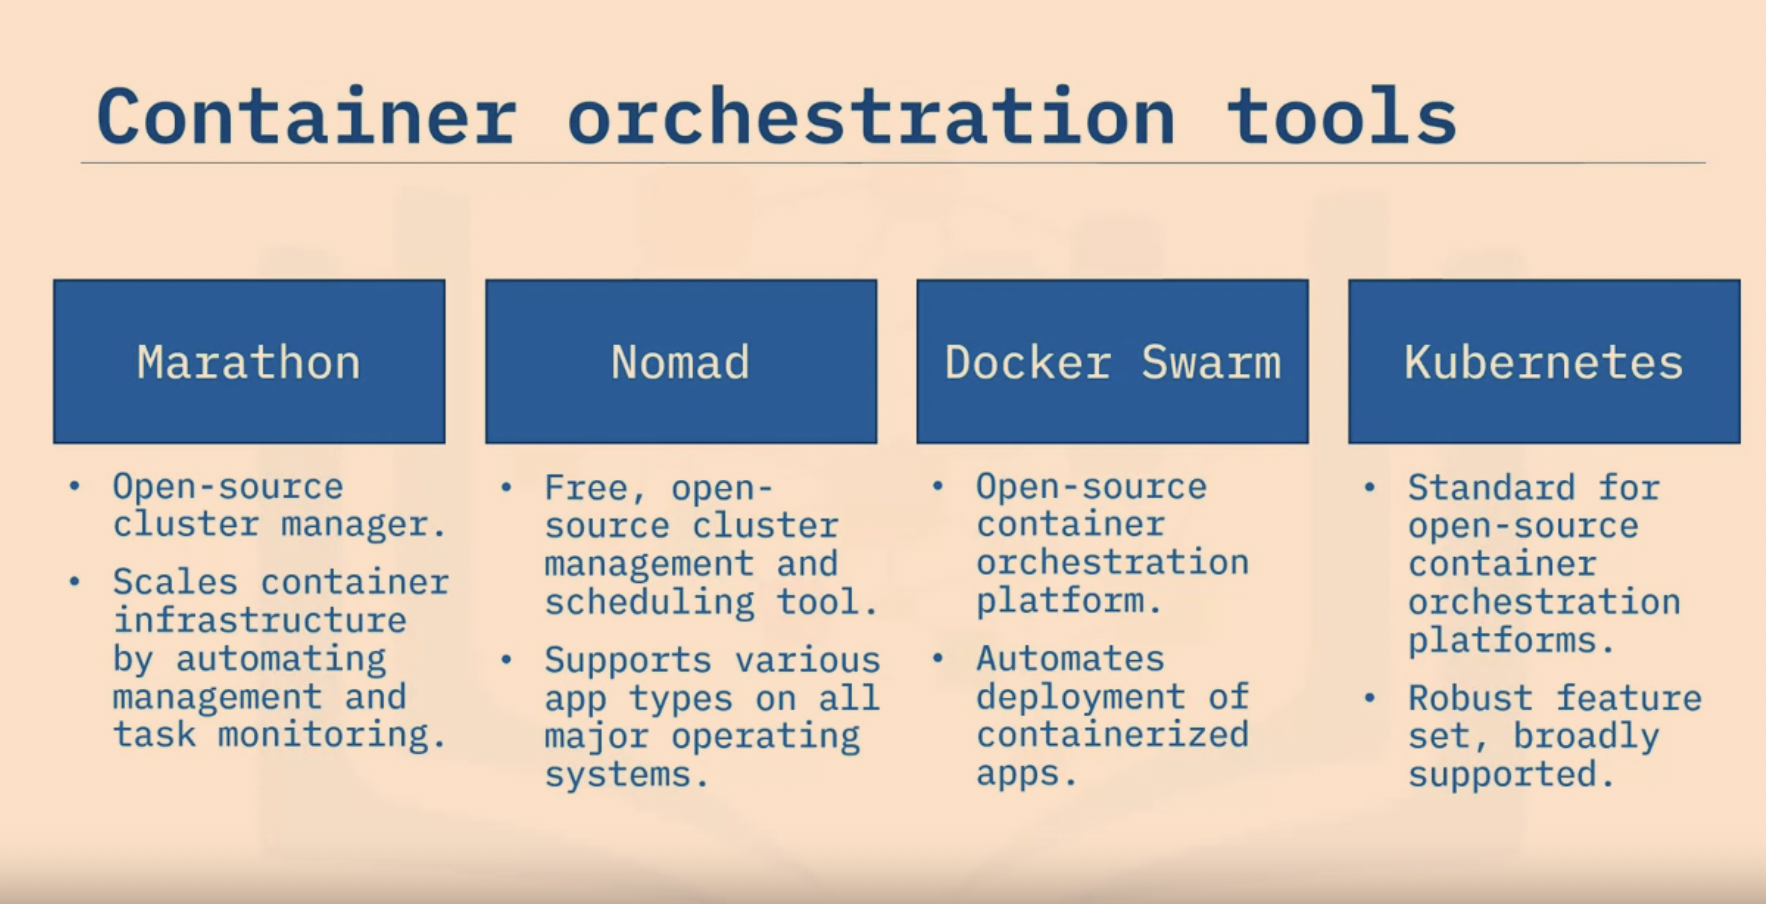 Container orchestration tools
Marathon
• Open-source
cluster manager.
• Scales container
infrastructure
by automating
management and
task monitoring.
Nomad
• Free, open-
source cluster
management and
scheduling tool.
• Supports various
app types on all
major operating
systems.
Docker Swarm
• Open-source
container
orchestration
platform.
• Automates
deployment of
containerized
apps.
Kubernetes
• Standard for
open-source
container
orchestration
platforms.
• Robust feature
set, broadly
supported.